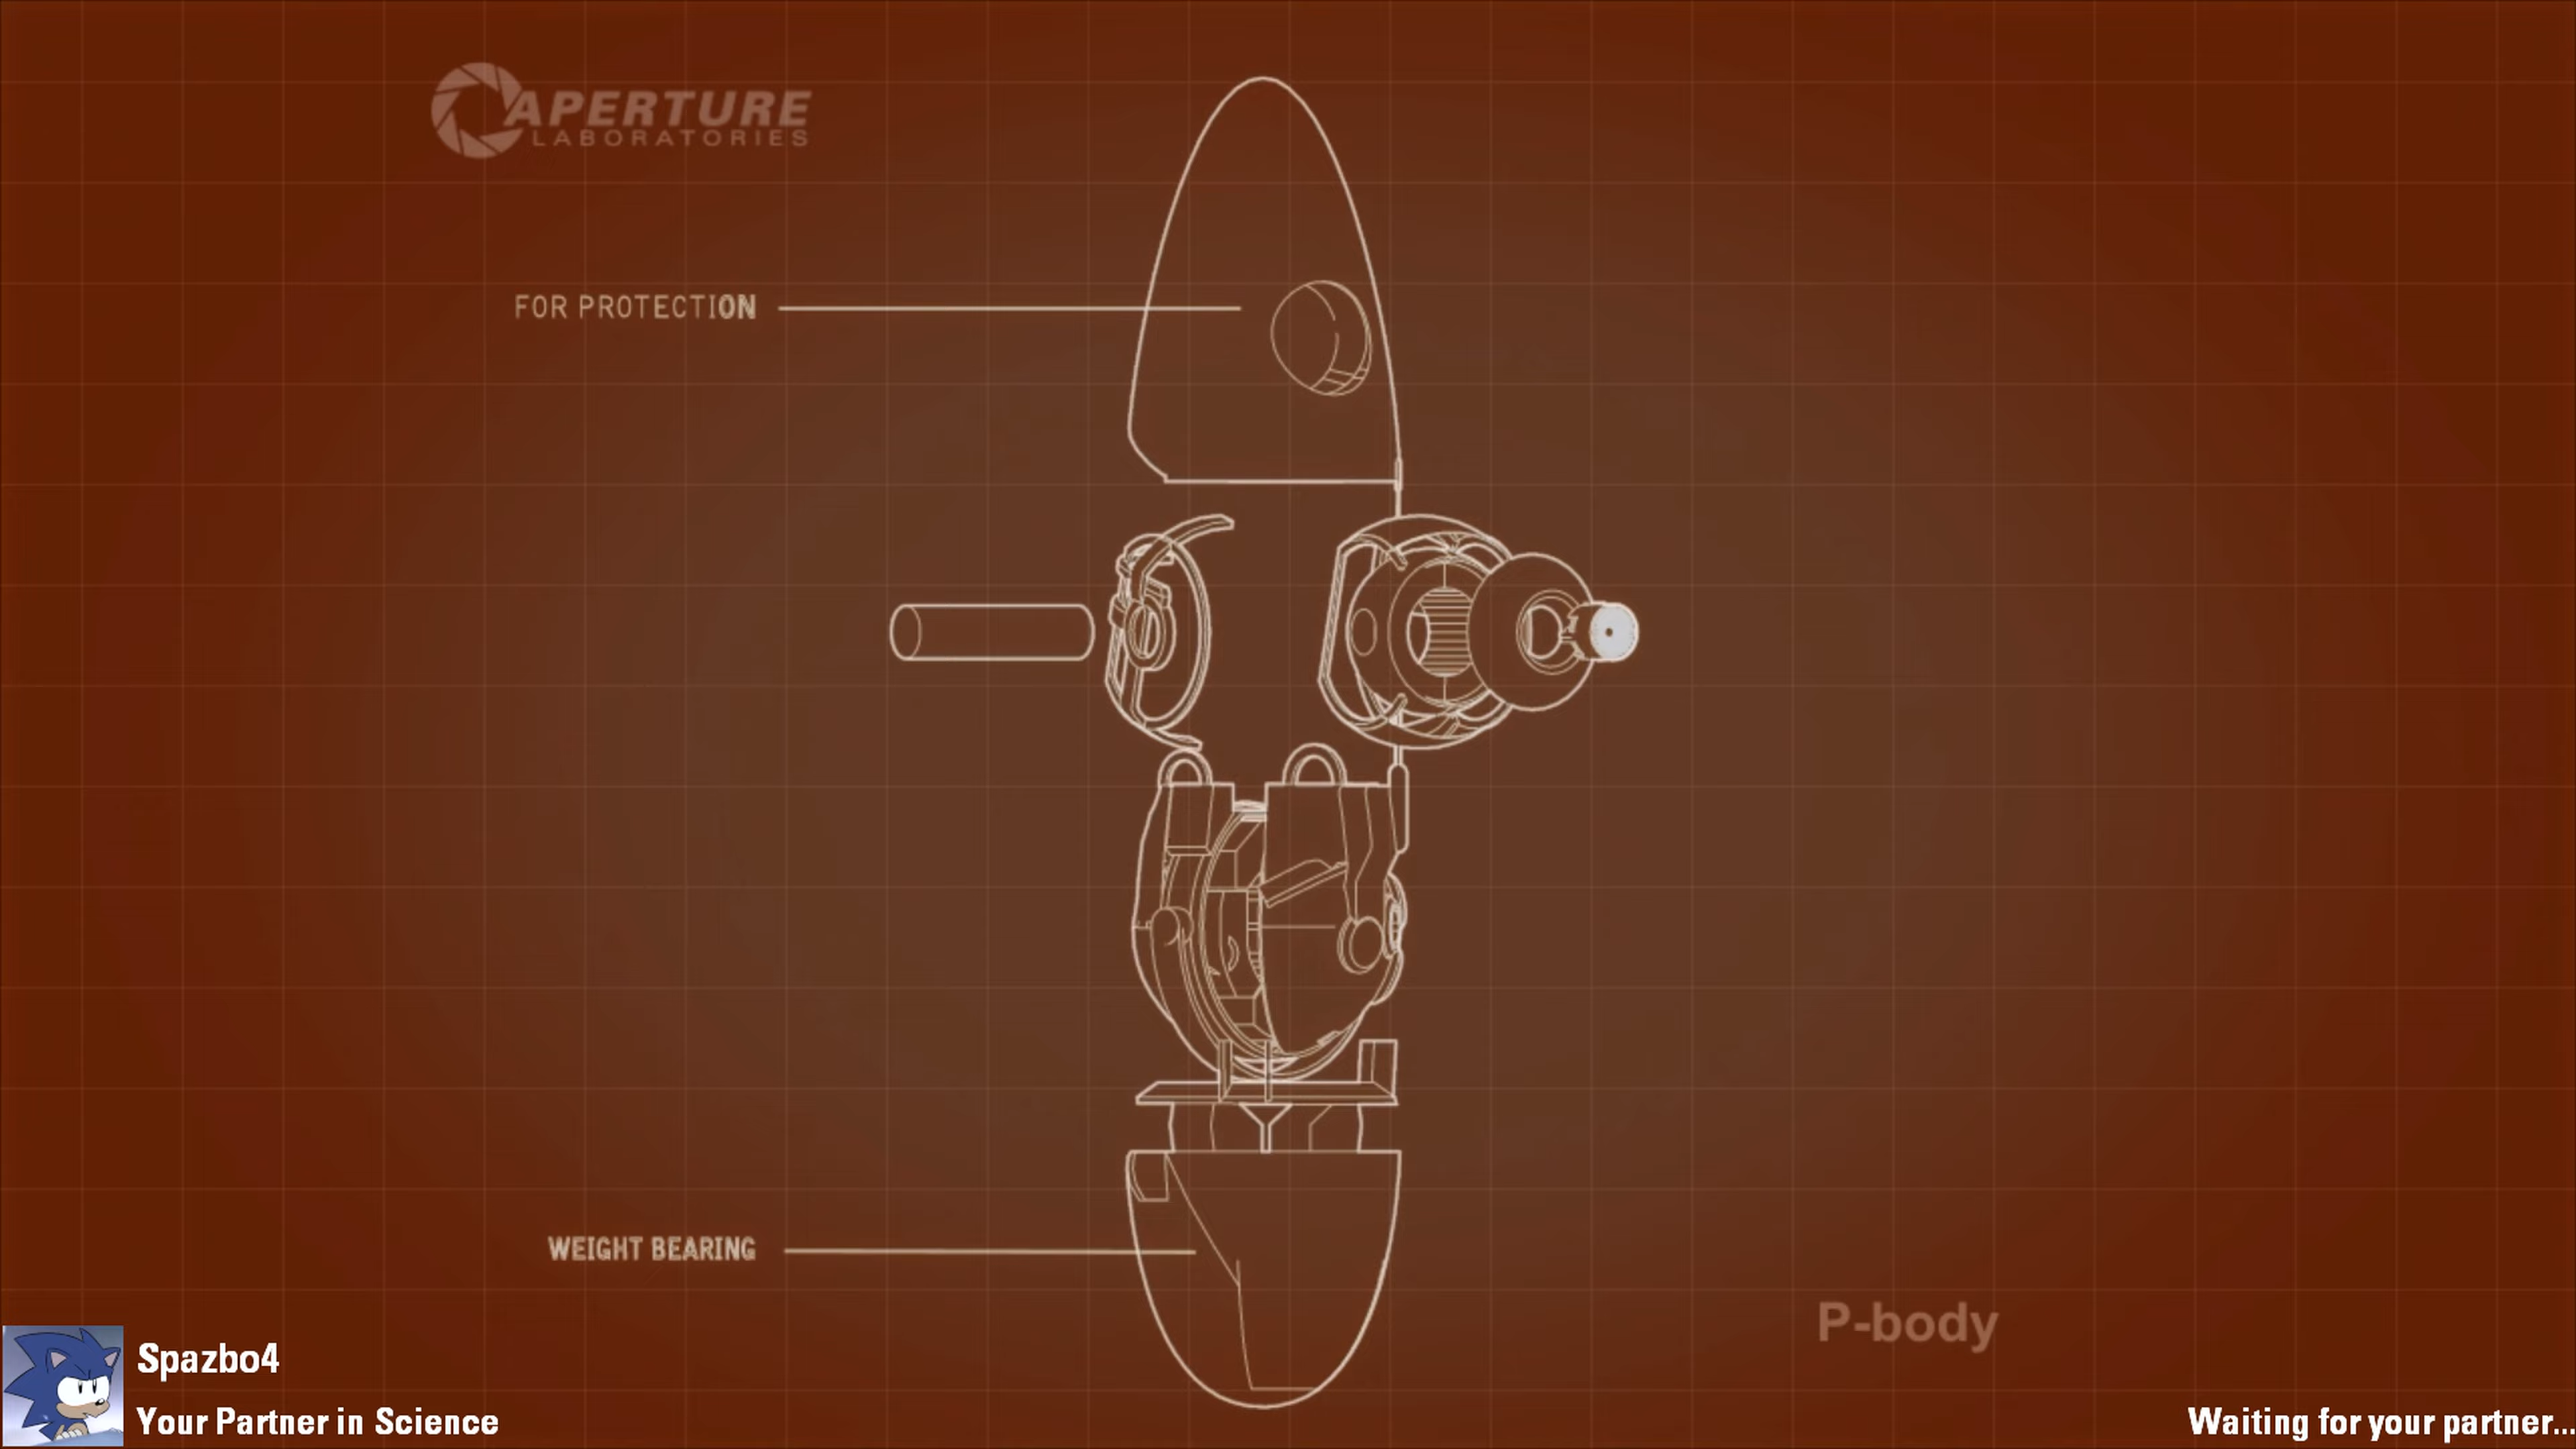 APERTURE
LABORATORIES
FOR PROTECTION
WEIGHT BEARING
P-body
Spazbo4
Your Partner in Science
Waiting for your partner...